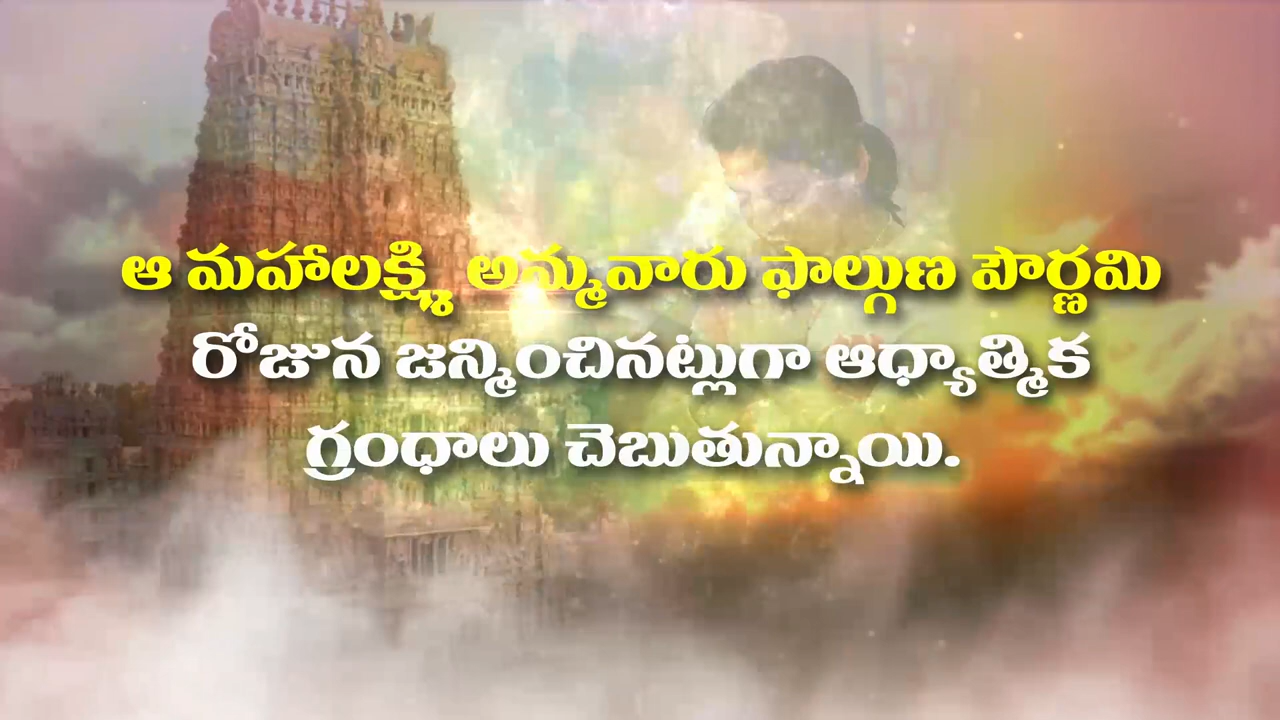 ఆ మహాలక్ష్మి అమ్మవారు ఫాల్గుణ పౌర్ణమి
రోజున జన్మించినట్లుగా ఆధ్యాత్మిక
గ్రంధాలు చెబుతున్నాయి.